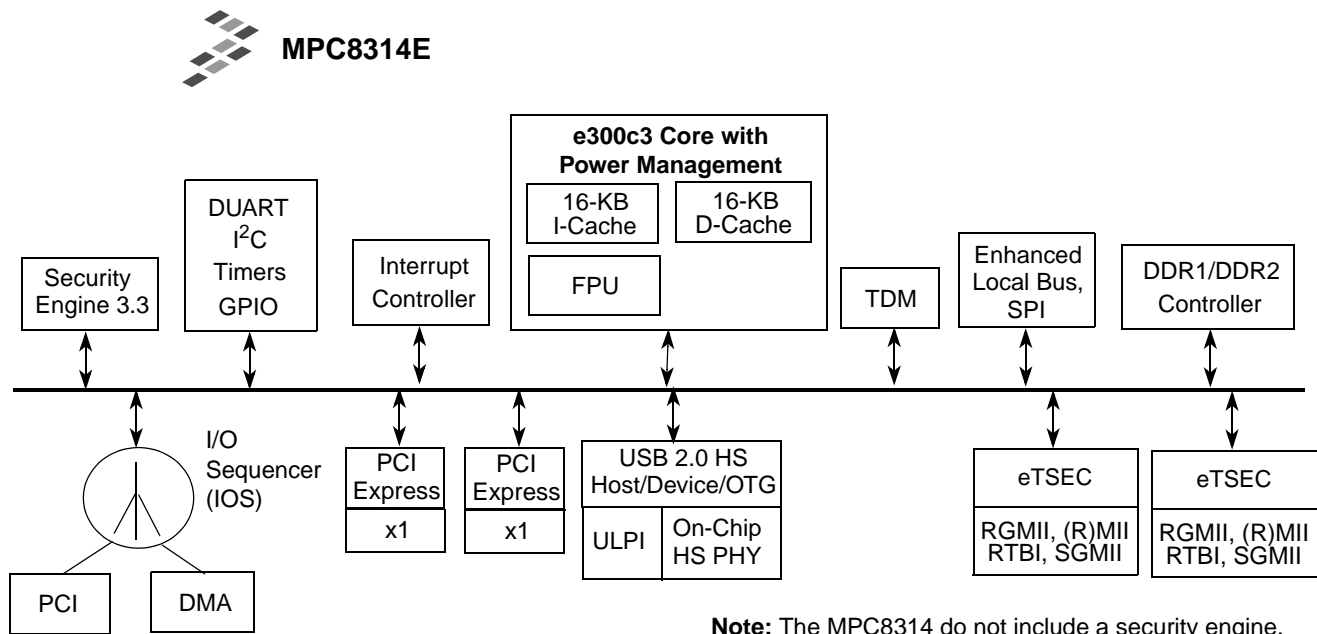 MPC8314E
e300c3 Core with
Power Management
16-KB
I-Cache
16-KB
D-Cache
FPU
DUART
I²C
Timers
GPIO
Security
Engine 3.3
Interrupt
Controller
TDM
Enhanced
Local Bus,
SPI
DDR1/DDR2
Controller
I/O
Sequencer
(IOS)
PCI
DMA
PCI
Express
x1
PCI
Express
x1
USB 2.0 HS
Host/Device/OTG
ULPI
On-Chip
HS PHY
eTSEC
RGMII, (R)MII
RTBI, SGMII
eTSEC
RGMII, (R)MII
RTBI, SGMII
Note: The MPC8314 do not include a security engine.